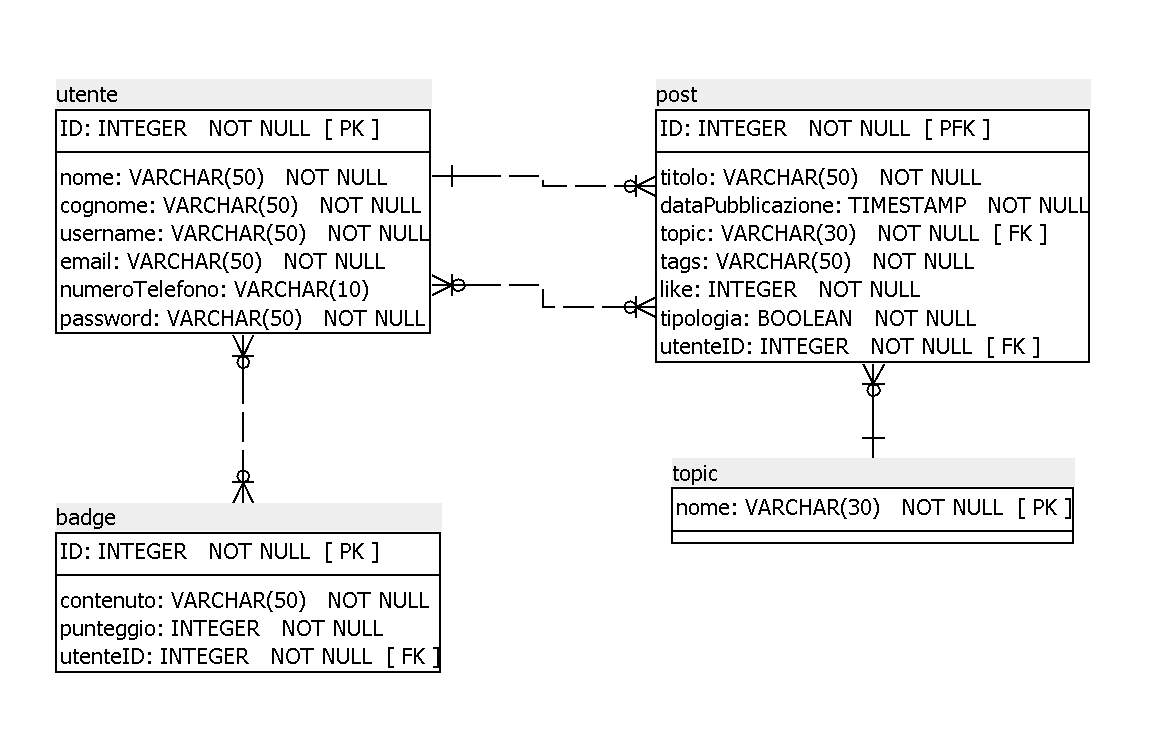 utente
ID: INTEGER NOT NULL [ PK ]
nome: VARCHAR(50) NOT NULL
cognome: VARCHAR(50) NOT NULL
username: VARCHAR(50) NOT NULL
email: VARCHAR(50) NOT NULL
numeroTelefono: VARCHAR(10)
password: VARCHAR(50) NOT NULL
post
ID: INTEGER NOT NULL [ PFK ]
titolo: VARCHAR(50) NOT NULL
dataPubblicazione: TIMESTAMP NOT NULL
topic: VARCHAR(30) NOT NULL [ FK ]
tags: VARCHAR(50) NOT NULL
like: INTEGER NOT NULL
tipologia: BOOLEAN NOT NULL
utenteID: INTEGER NOT NULL [ FK ]
badge
ID: INTEGER NOT NULL [ PK ]
contenuto: VARCHAR(50) NOT NULL
punteggio: INTEGER NOT NULL
utenteID: INTEGER NOT NULL [ FK ]
topic
nome: VARCHAR(30) NOT NULL [ PK ]